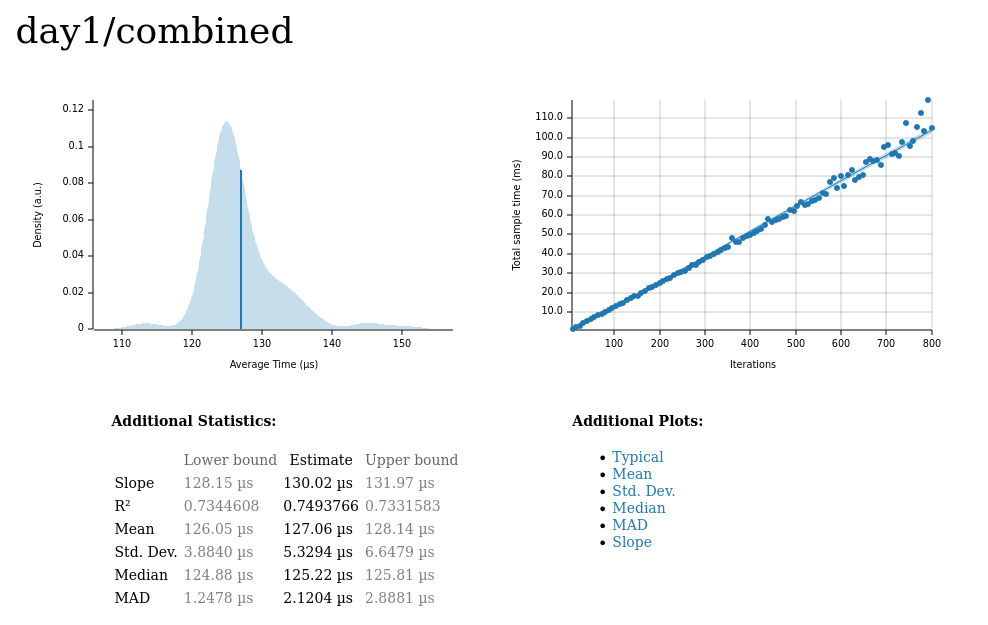 day1/combined
0.12
0.1
0.08
0.06
0.04
0.02
0
Density (a.u.)
110 120 130 140 150
Average Time (µs)
110.0
100.0
90.0
80.0
70.0
60.0
50.0
40.0
30.0
20.0
10.0
Total sample time (ms)
100 200 300 400 500 600 700 800
Iterations
Additional Statistics:
Lower bound Estimate Upper bound
Slope 128.15 µs 130.02 µs 131.97 µs
R² 0.7344608 0.7493766 0.7331583
Mean 126.05 µs 127.06 µs 128.14 µs
Std. Dev. 3.8840 µs 5.3294 µs 6.6479 µs
Median 124.88 µs 125.22 µs 125.81 µs
MAD 1.2478 µs 2.1204 µs 2.8881 µs
Additional Plots:
• Typical
• Mean
• Std. Dev.
• Median
• MAD
• Slope